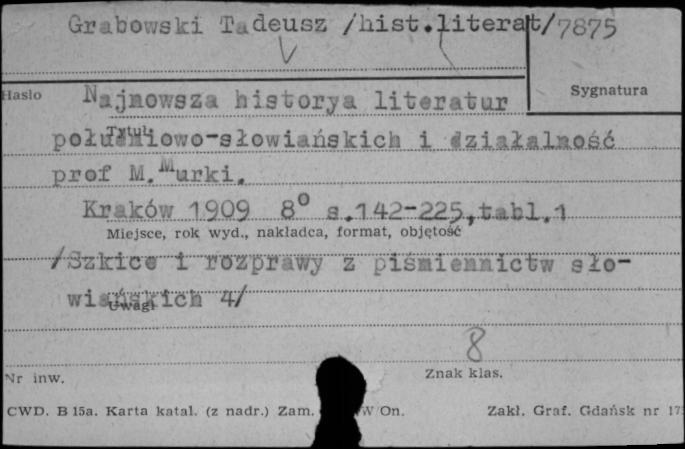 Grabowski Tadeusz /hist.literat/7875
Hasło
Sygnatura
Najnowsza historya literatur
Tytuł
południowo-słowiańskich i działalność
prof M.Murki.
Kraków 1909 8° s.142-225,tabl.1
Miejsce, rok wyd., nakładca, format, objętość
/Szkice i rozprawy z piśmiennictw sło-
wiańskich 4/
Uwagi
8
Nr inw.
Znak klas.
CWD. B 15a. Karta katal. (z nadr.) Zam. W On. Zakł. Graf. Gdańsk nr 17